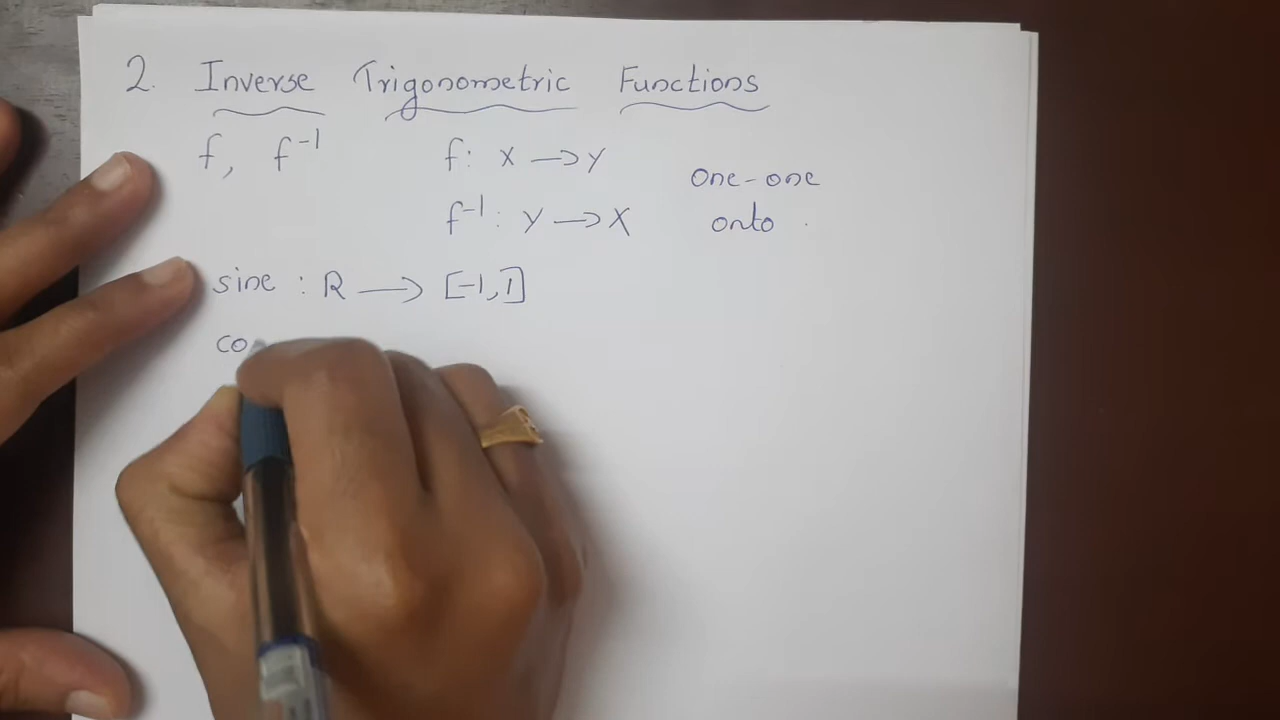 2. Inverse Trigonometric Functions
f, f⁻¹ f: X → Y
one-one
f⁻¹: Y → X onto.
sine : R → [-1,1]
co